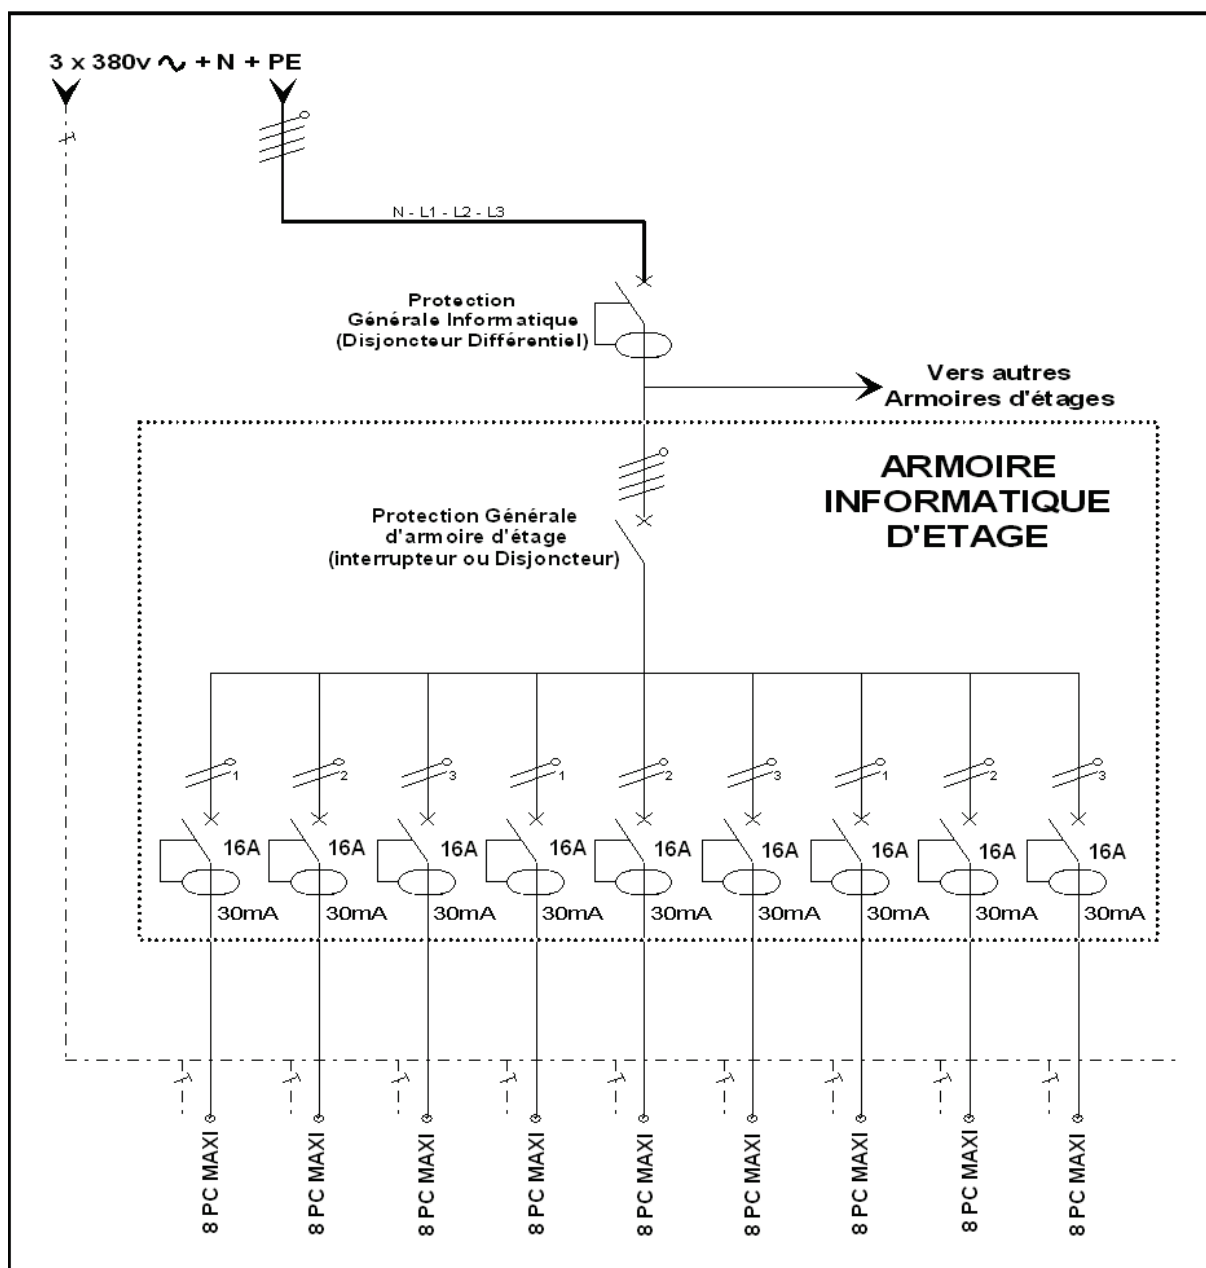 3 x 380v ∿ + N + PE
N - L1 - L2 - L3
Protection
Générale Informatique
(Disjoncteur Différentiel)
Vers autres
Armoires d'étages
ARMOIRE
INFORMATIQUE
D'ETAGE
Protection Générale
d'armoire d'étage
(interrupteur ou Disjoncteur)
1 2 3 1 2 3 1 2 3
16A 16A 16A 16A 16A 16A 16A 16A 16A
30mA 30mA 30mA 30mA 30mA 30mA 30mA 30mA 30mA
8 PC MAXI
8 PC MAXI
8 PC MAXI
8 PC MAXI
8 PC MAXI
8 PC MAXI
8 PC MAXI
8 PC MAXI
8 PC MAXI